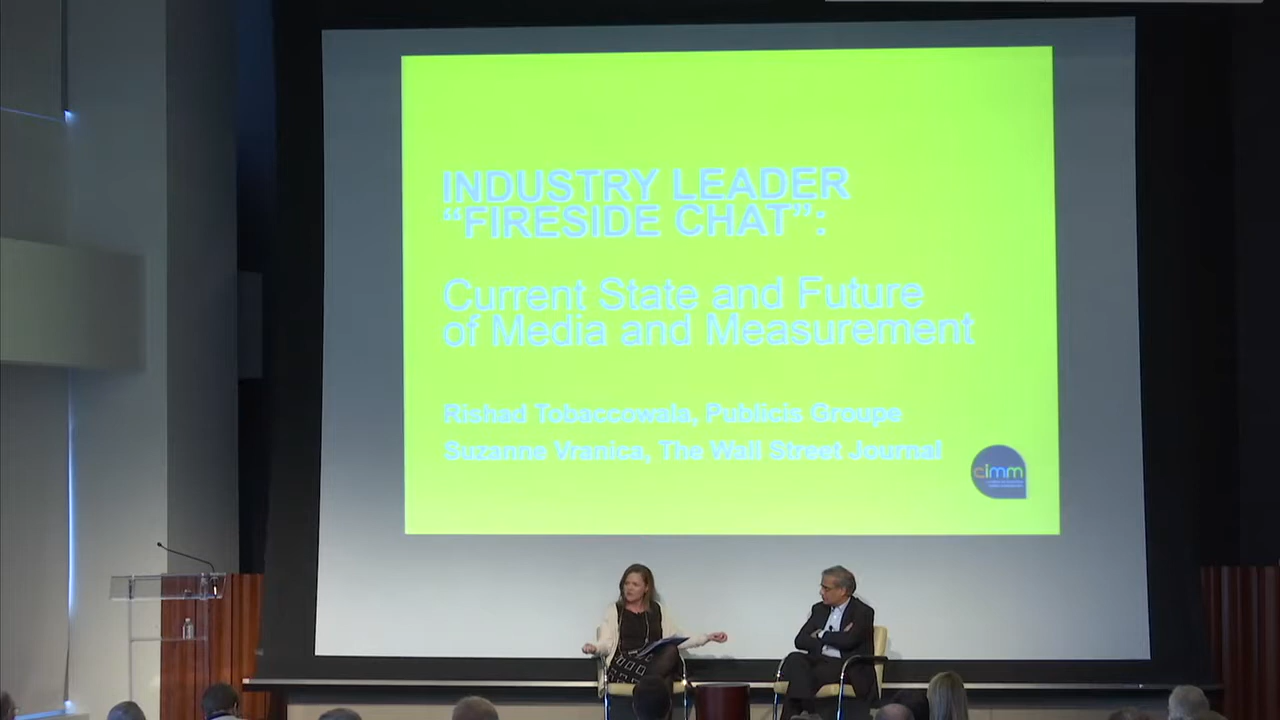 INDUSTRY LEADER
“FIRESIDE CHAT”:
Current State and Future
of Media and Measurement
Rishad Tobaccowala, Publicis Groupe
Suzanne Vranica, The Wall Street Journal
cimm